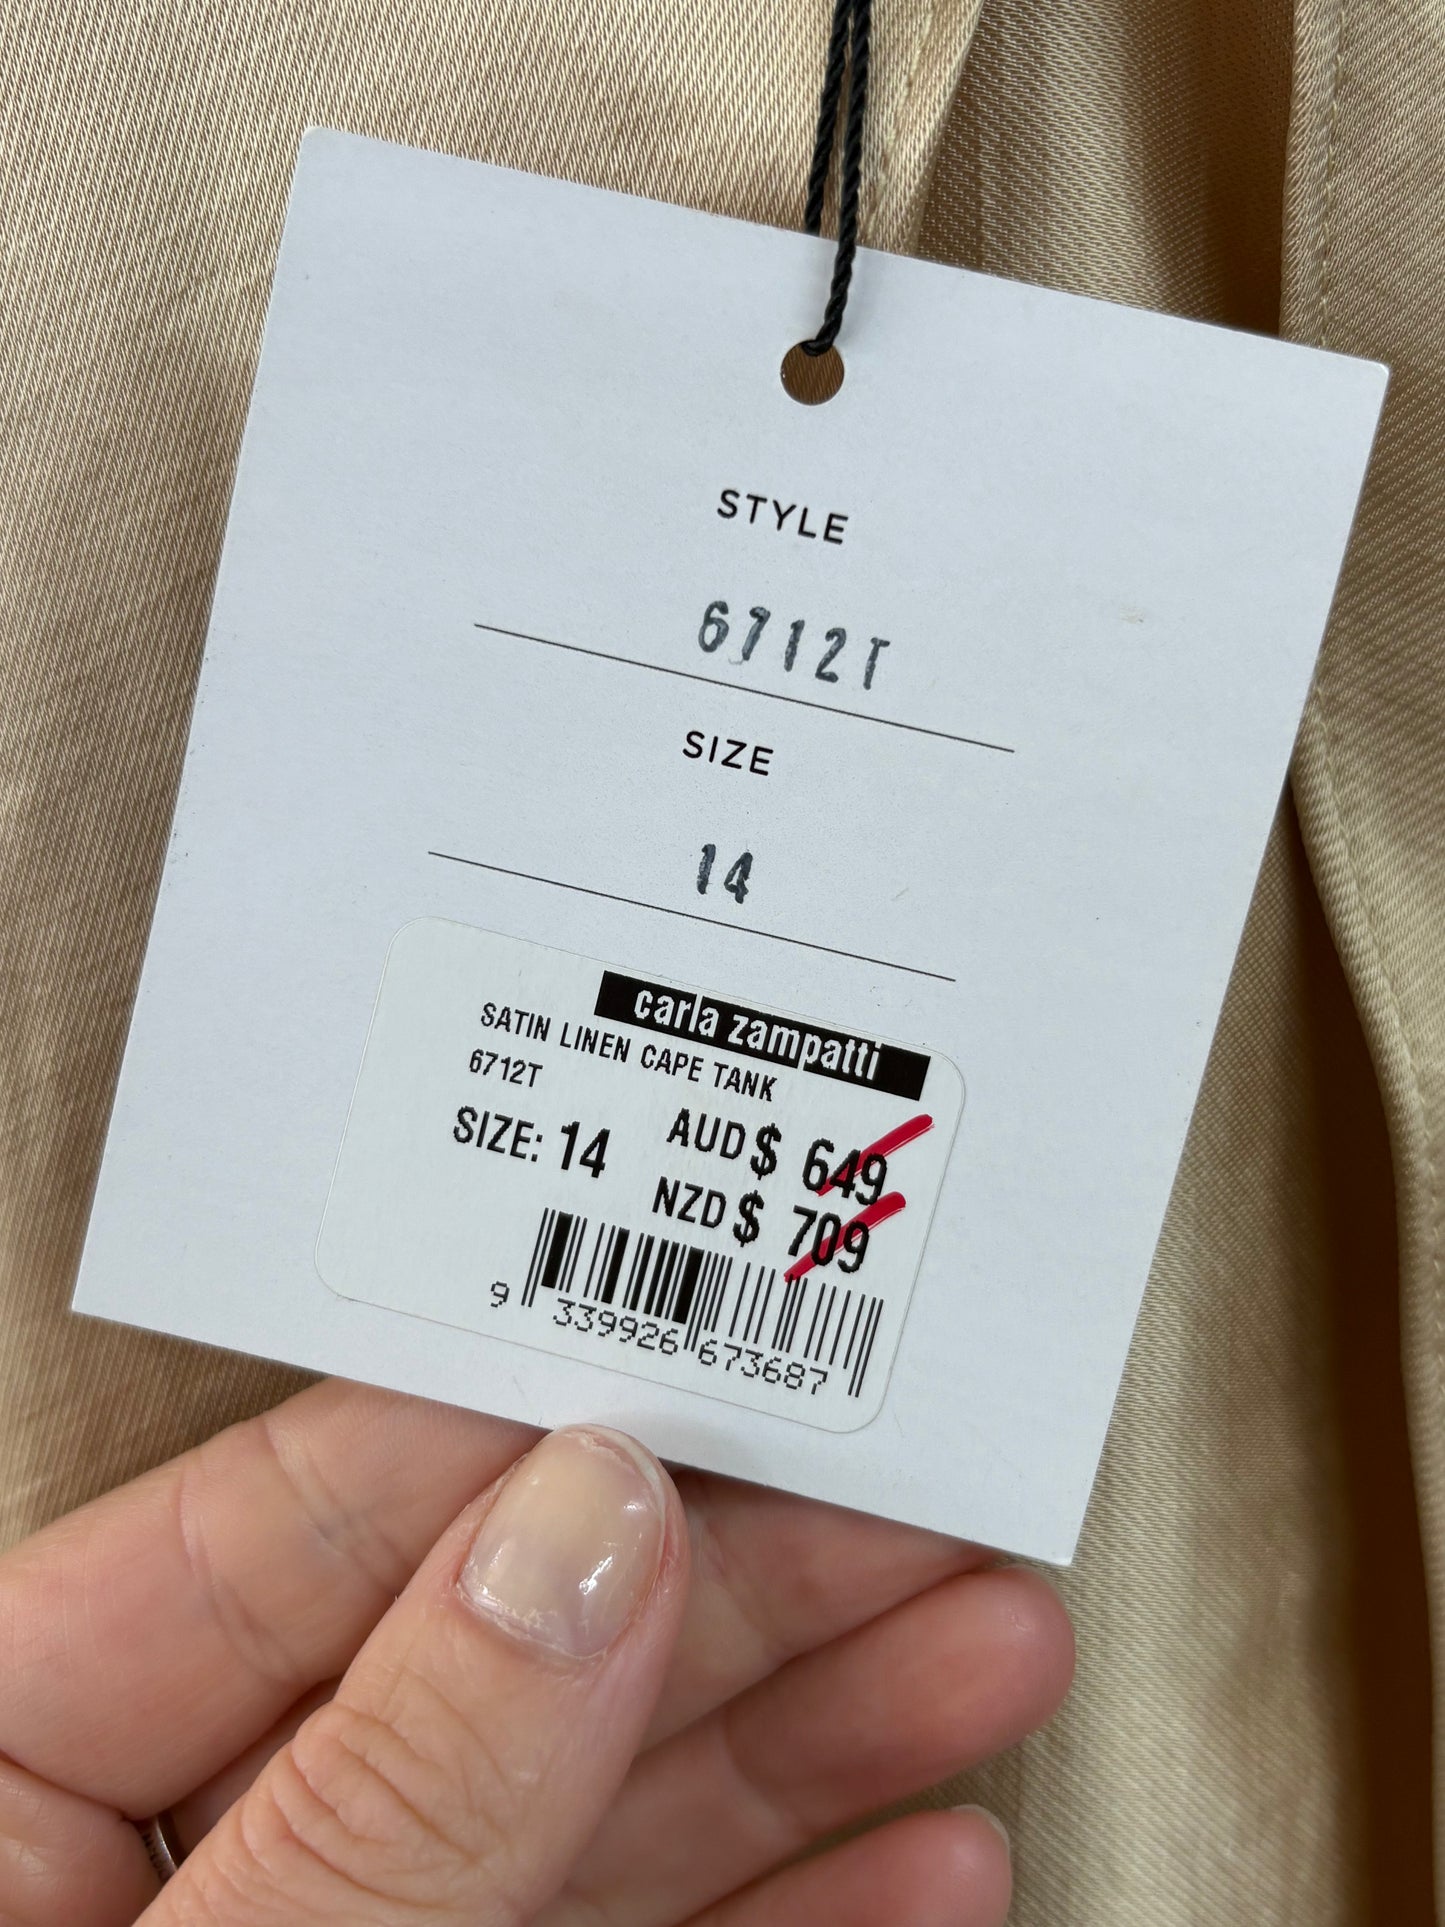 STYLE
6712T
SIZE
14
carla zampatti
SATIN LINEN CAPE TANK
6712T
SIZE: 14
AUD$ 649
NZD$ 709
9 339926 673687